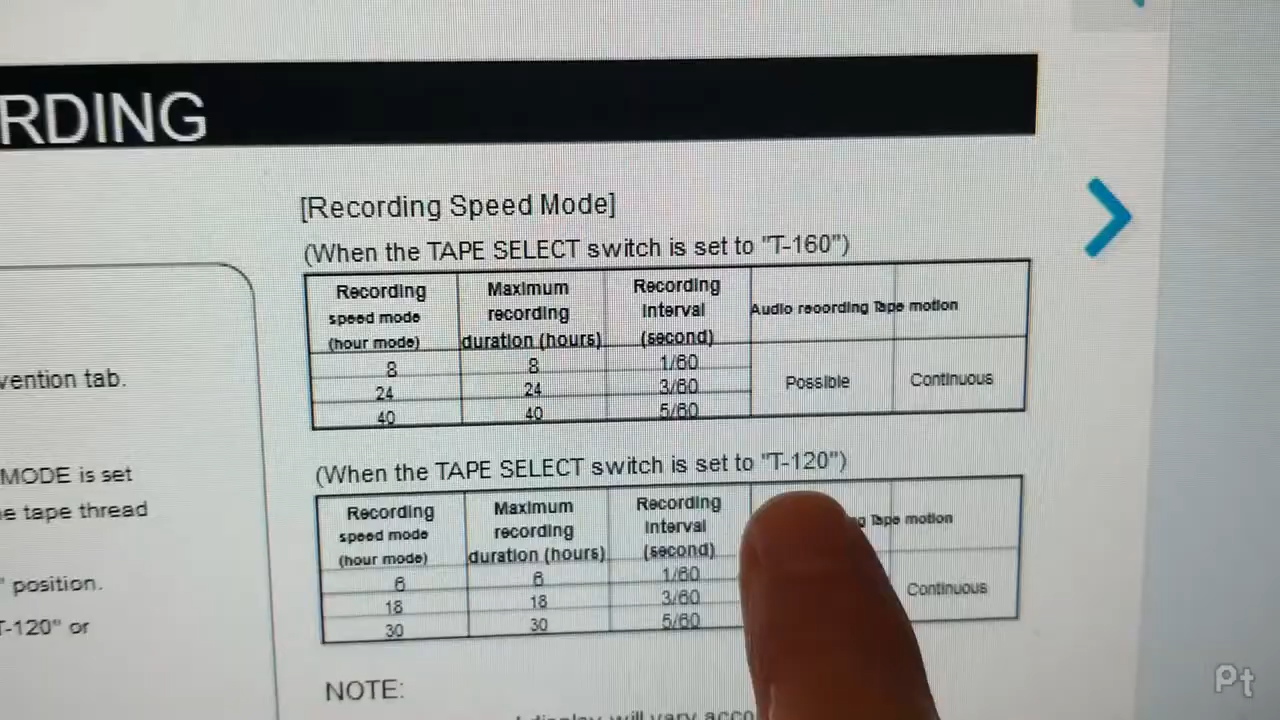 RDING
[Recording Speed Mode]
(When the TAPE SELECT switch is set to "T-160")
Recording speed mode (hour mode) Maximum recording duration (hours) Recording Interval (second) Audio recording Tape motion
8 8 1/60
24 24 3/60 Possible Continuous
40 40 5/60
vention tab.
(When the TAPE SELECT switch is set to "T-120")
MODE is set
e tape thread
Recording speed mode (hour mode) Maximum recording duration (hours) Recording Interval (second) Tape motion
6 6 1/60
18 18 3/60 Continuous
30 30 5/60
" position.
T-120" or
NOTE:
display will vary
Pt